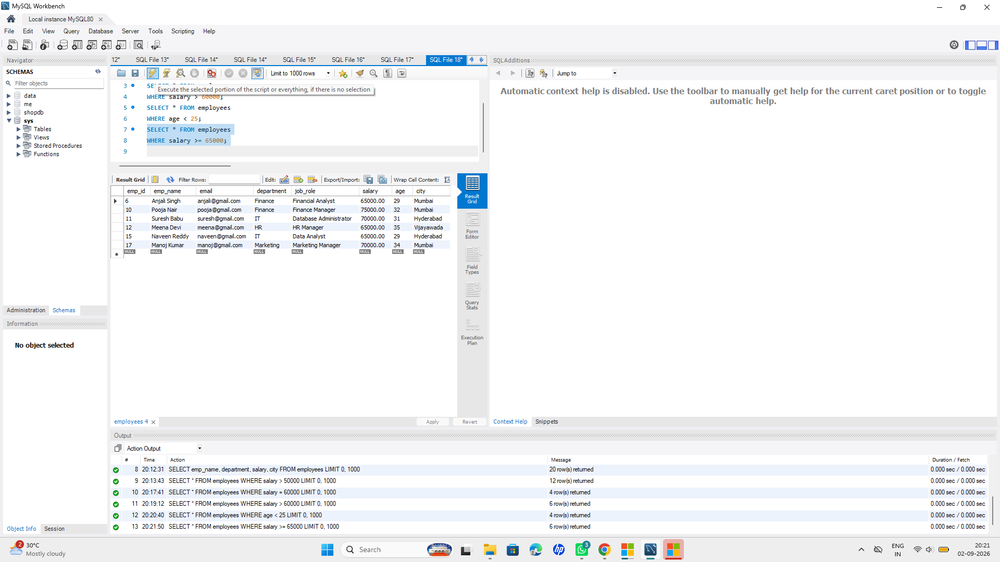 MySQL Workbench
Local instance MySQL80
File Edit View Query Database Server Tools Scripting Help
Navigator
SCHEMAS
Filter objects
data
me
shopdb
sys
Tables
Views
Stored Procedures
Functions
Administration Schemas
Information
No object selected
Object Info Session
12* SQL File 13* SQL File 14* SQL File 14* SQL File 15* SQL File 16* SQL File 17* SQL File 18*
Limit to 1000 rows
Execute the selected portion of the script or everything, if there is no selection
3
4 WHERE salary > 60000;
5 SELECT * FROM employees
6 WHERE age < 25;
7 SELECT * FROM employees
8 WHERE salary >= 65000;
9
Result Grid Filter Rows: Edit: Export/Import: Wrap Cell Content:
emp_id emp_name email department job_role salary age city
6 Anjali Singh anjali@gmail.com Finance Financial Analyst 65000.00 29 Mumbai
10 Pooja Nair pooja@gmail.com Finance Finance Manager 75000.00 32 Mumbai
11 Suresh Babu suresh@gmail.com IT Database Administrator 70000.00 31 Hyderabad
12 Meena Devi meena@gmail.com HR HR Manager 65000.00 35 Vijayawada
15 Naveen Reddy naveen@gmail.com IT Data Analyst 65000.00 29 Hyderabad
17 Manoj Kumar manoj@gmail.com Marketing Marketing Manager 70000.00 34 Mumbai
NULL NULL NULL NULL NULL NULL NULL NULL
Result Grid
Form Editor
Field Types
Query Stats
Execution Plan
employees 4 Apply Revert
SQLAdditions
Jump to
Automatic context help is disabled. Use the toolbar to manually get help for the current caret position or to toggle
automatic help.
Context Help Snippets
Output
Action Output
# Time Action Message Duration / Fetch
8 20:12:31 SELECT emp_name, department, salary, city FROM employees LIMIT 0, 1000 20 row(s) returned 0.000 sec / 0.000 sec
9 20:13:43 SELECT * FROM employees WHERE salary > 50000 LIMIT 0, 1000 12 row(s) returned 0.000 sec / 0.000 sec
10 20:17:41 SELECT * FROM employees WHERE salary = 60000 LIMIT 0, 1000 4 row(s) returned 0.000 sec / 0.000 sec
11 20:19:12 SELECT * FROM employees WHERE salary > 60000 LIMIT 0, 1000 6 row(s) returned 0.000 sec / 0.000 sec
12 20:20:40 SELECT * FROM employees WHERE age < 25 LIMIT 0, 1000 4 row(s) returned 0.000 sec / 0.000 sec
13 20:21:50 SELECT * FROM employees WHERE salary >= 65000 LIMIT 0, 1000 6 row(s) returned 0.000 sec / 0.000 sec
2
30°C
Mostly cloudy
Search
hp
3
ENG
IN
20:21
02-09-2026